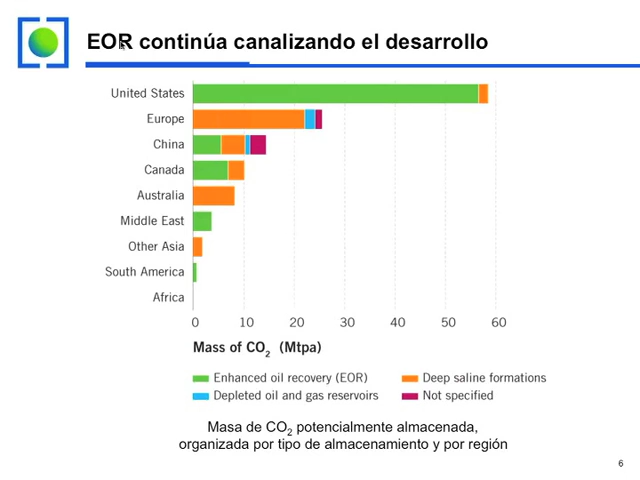 EOR continúa canalizando el desarrollo
United States
Europe
China
Canada
Australia
Middle East
Other Asia
South America
Africa
0 10 20 30 40 50 60
Mass of CO2 (Mtpa)
Enhanced oil recovery (EOR) Deep saline formations
Depleted oil and gas reservoirs Not specified
Masa de CO2 potencialmente almacenada,
organizada por tipo de almacenamiento y por región
6